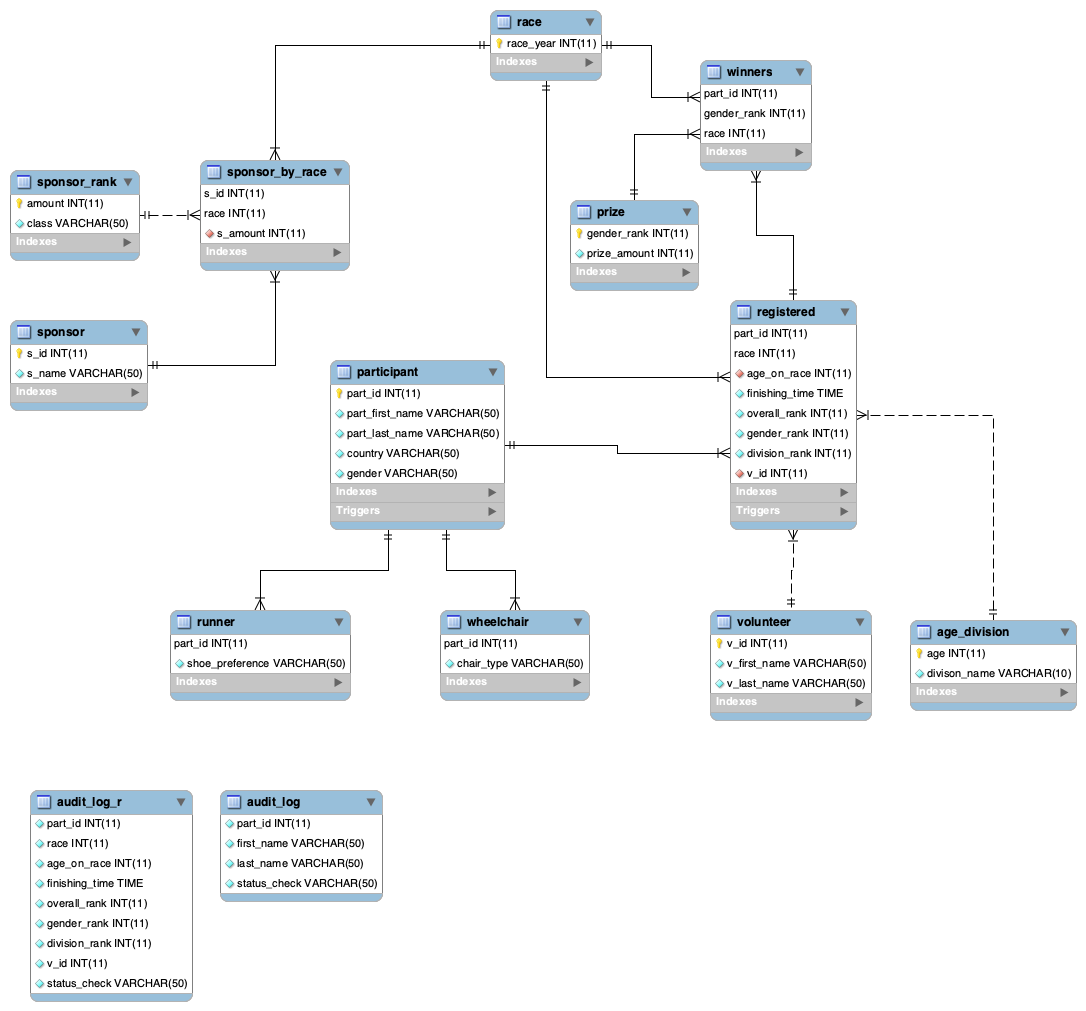 race
race_year INT(11)
Indexes
winners
part_id INT(11)
gender_rank INT(11)
race INT(11)
Indexes
sponsor_rank
amount INT(11)
class VARCHAR(50)
Indexes
sponsor_by_race
s_id INT(11)
race INT(11)
s_amount INT(11)
Indexes
prize
gender_rank INT(11)
prize_amount INT(11)
Indexes
sponsor
s_id INT(11)
s_name VARCHAR(50)
Indexes
participant
part_id INT(11)
part_first_name VARCHAR(50)
part_last_name VARCHAR(50)
country VARCHAR(50)
gender VARCHAR(50)
Indexes
Triggers
registered
part_id INT(11)
race INT(11)
age_on_race INT(11)
finishing_time TIME
overall_rank INT(11)
gender_rank INT(11)
division_rank INT(11)
v_id INT(11)
Indexes
Triggers
runner
part_id INT(11)
shoe_preference VARCHAR(50)
Indexes
wheelchair
part_id INT(11)
chair_type VARCHAR(50)
Indexes
volunteer
v_id INT(11)
v_first_name VARCHAR(50)
v_last_name VARCHAR(50)
Indexes
age_division
age INT(11)
divison_name VARCHAR(10)
Indexes
audit_log_r
part_id INT(11)
race INT(11)
age_on_race INT(11)
finishing_time TIME
overall_rank INT(11)
gender_rank INT(11)
division_rank INT(11)
v_id INT(11)
status_check VARCHAR(50)
audit_log
part_id INT(11)
first_name VARCHAR(50)
last_name VARCHAR(50)
status_check VARCHAR(50)